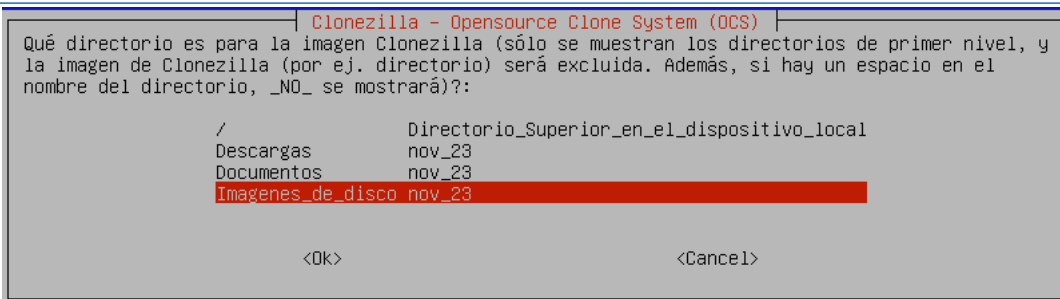 Clonezilla - Opensource Clone System (OCS)
Qué directorio es para la imagen Clonezilla (sólo se muestran los directorios de primer nivel, y
la imagen de Clonezilla (por ej. directorio) será excluida. Además, si hay un espacio en el
nombre del directorio, _NO_ se mostrará)?:
/ Directorio_Superior_en_el_dispositivo_local
Descargas nov_23
Documentos nov_23
Imagenes_de_disco nov_23
<Ok> <Cancel>